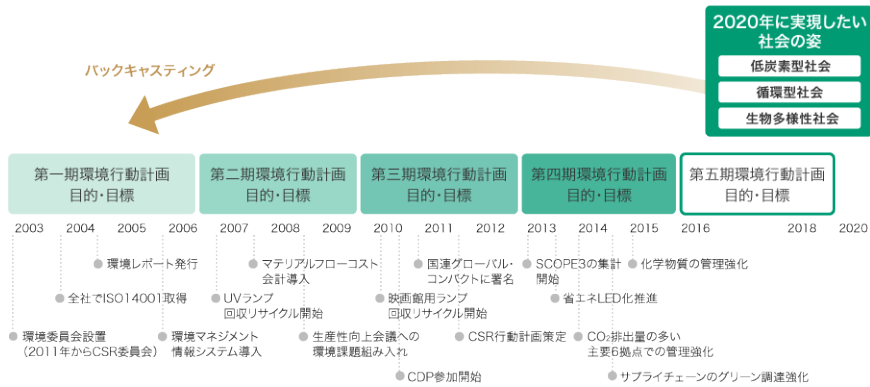 2020年に実現したい
社会の姿
低炭素型社会
循環型社会
生物多様性社会
バックキャスティング
第一期環境行動計画
目的・目標
第二期環境行動計画
目的・目標
第三期環境行動計画
目的・目標
第四期環境行動計画
目的・目標
第五期環境行動計画
目的・目標
2003 2004 2005 2006 2007 2008 2009 2010 2011 2012 2013 2014 2015 2016 2018 2020
環境レポート発行
マテリアルフローコスト
会計導入
国連グローバル・
コンパクトに署名
SCOPE3の集計
開始
化学物質の管理強化
全社でISO14001取得
UVランプ
回収リサイクル開始
映画館用ランプ
回収リサイクル開始
省エネLED化推進
環境委員会設置
（2011年からCSR委員会）
環境マネジメント
情報システム導入
生産性向上会議への
環境課題組み入れ
CSR行動計画策定
CO₂排出量の多い
主要6拠点での管理強化
CDP参加開始
サプライチェーンのグリーン調達強化